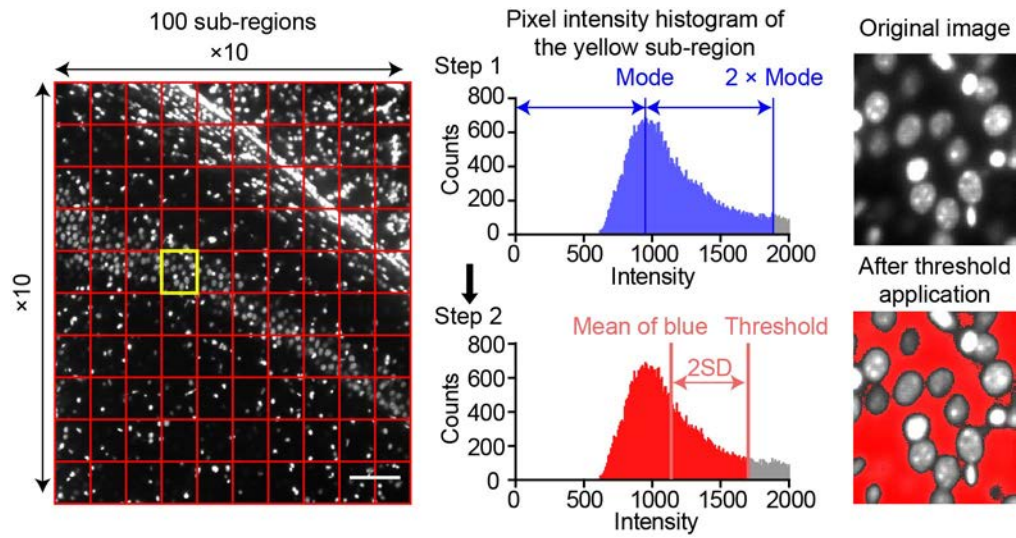 100 sub-regions
×10
×10
Pixel intensity histogram of
the yellow sub-region
Step 1
Mode
2 × Mode
800
600
400
200
0
Counts
0 500 1000 1500 2000
Intensity
Step 2
Mean of blue
Threshold
2SD
800
600
400
200
0
Counts
0 500 1000 1500 2000
Intensity
Original image
After threshold
application